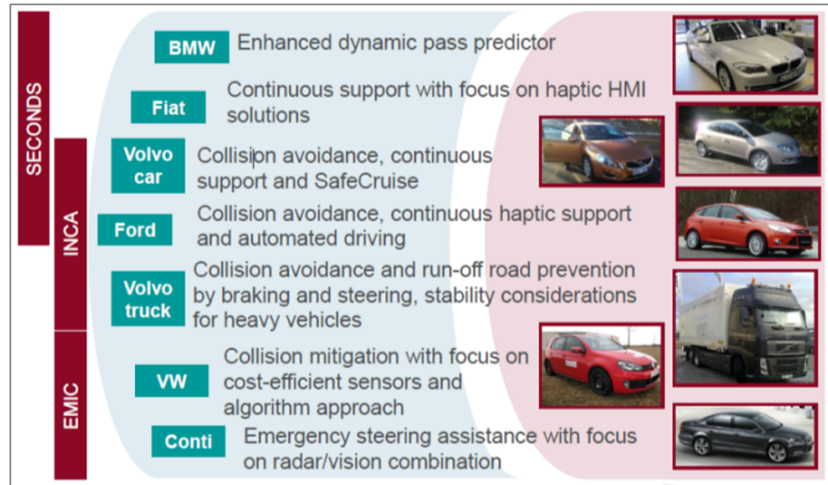 SECONDS
INCA
EMIC
BMW
Enhanced dynamic pass predictor
Fiat
Continuous support with focus on haptic HMI
solutions
Volvo
car
Collision avoidance, continuous
support and SafeCruise
Ford
Collision avoidance, continuous haptic support
and automated driving
Volvo
truck
Collision avoidance and run-off road prevention
by braking and steering, stability considerations
for heavy vehicles
VW
Collision mitigation with focus on
cost-efficient sensors and
algorithm approach
Conti
Emergency steering assistance with focus
on radar/vision combination